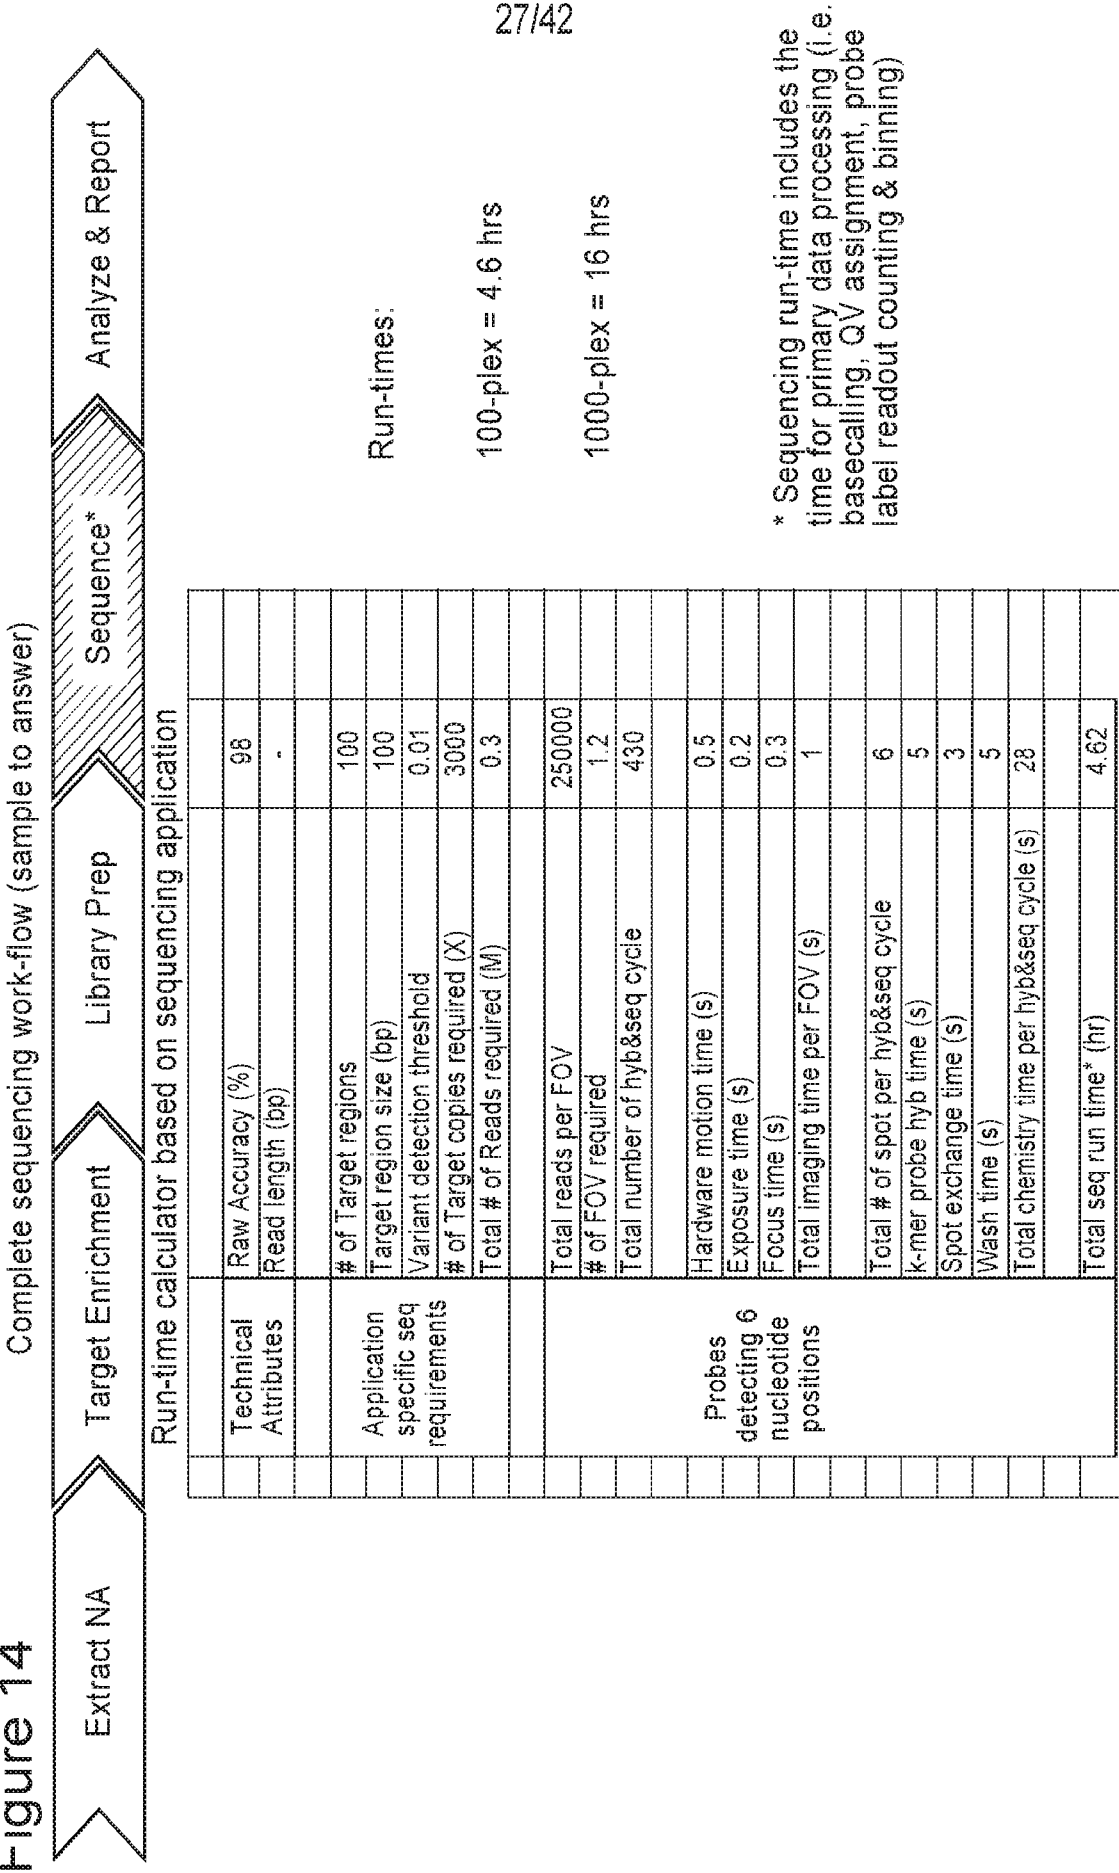 27/42
Figure 14
Complete sequencing work-flow (sample to answer)
Extract NA
Target Enrichment
Library Prep
Sequence*
Analyze & Report
Run-time calculator based on sequencing application
Technical
Attributes
Raw Accuracy (%) 98
Read length (bp) -
Application
specific seq
requirements
# of Target regions 100
Target region size (bp) 100
Variant detection threshold 0.01
# of Target copies required (X) 3000
Total # of Reads required (M) 0.3
Probes
detecting 6
nucleotide
positions
Total reads per FOV 250000
# of FOV required 1.2
Total number of hyb&seq cycle 430
Hardware motion time (s) 0.5
Exposure time (s) 0.2
Focus time (s) 0.3
Total imaging time per FOV (s) 1
Total # of spot per hyb&seq cycle 6
k-mer probe hyb time (s) 5
Spot exchange time (s) 3
Wash time (s) 5
Total chemistry time per hyb&seq cycle (s) 28
Total seq run time* (hr) 4.62
Run-times:
100-plex = 4.6 hrs
1000-plex = 16 hrs
* Sequencing run-time includes the
time for primary data processing (i.e.
basecalling, QV assignment, probe
label readout counting & binning)